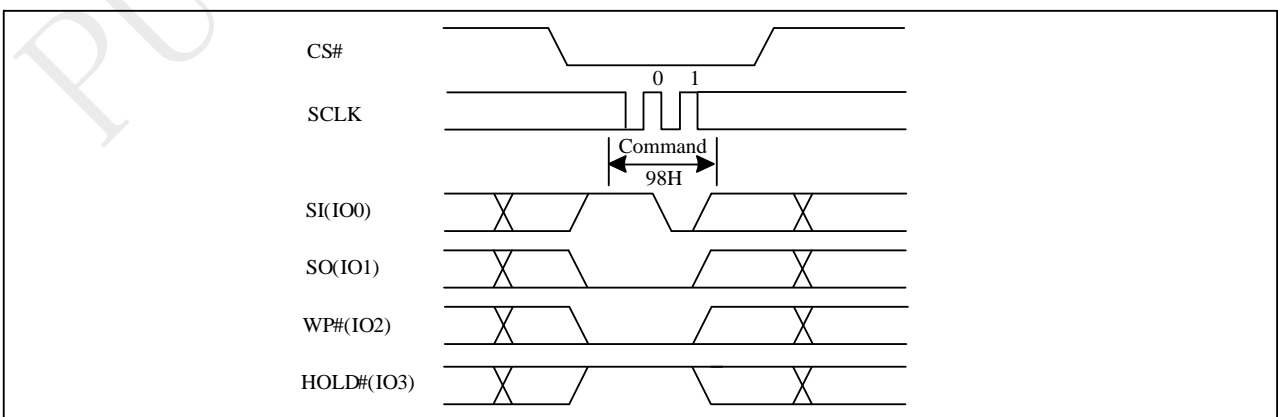 CS#
0 1
SCLK
Command
98H
SI(IO0)
SO(IO1)
WP#(IO2)
HOLD#(IO3)